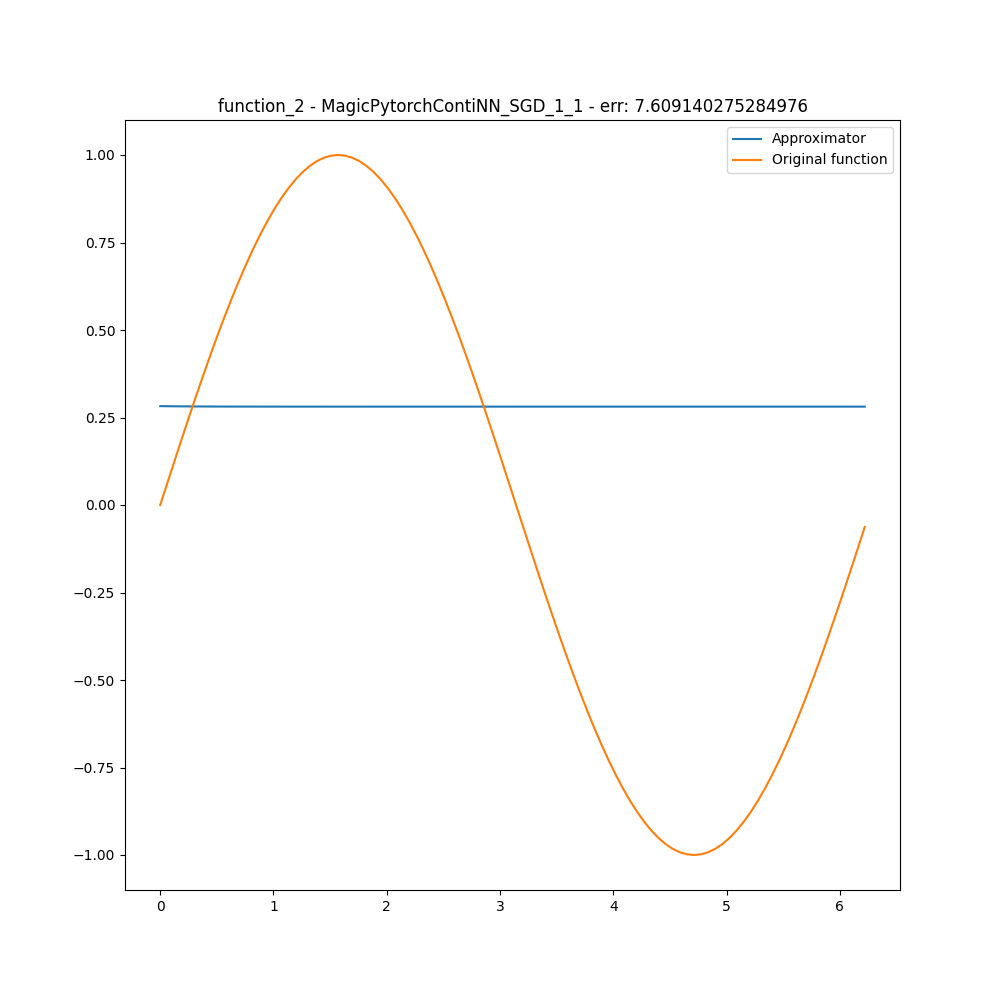 function_2 - MagicPytorchContiNN_SGD_1_1 - err: 7.609140275284976
Approximator
Original function
1.00
0.75
0.50
0.25
0.00
−0.25
−0.50
−0.75
−1.00
0 1 2 3 4 5 6